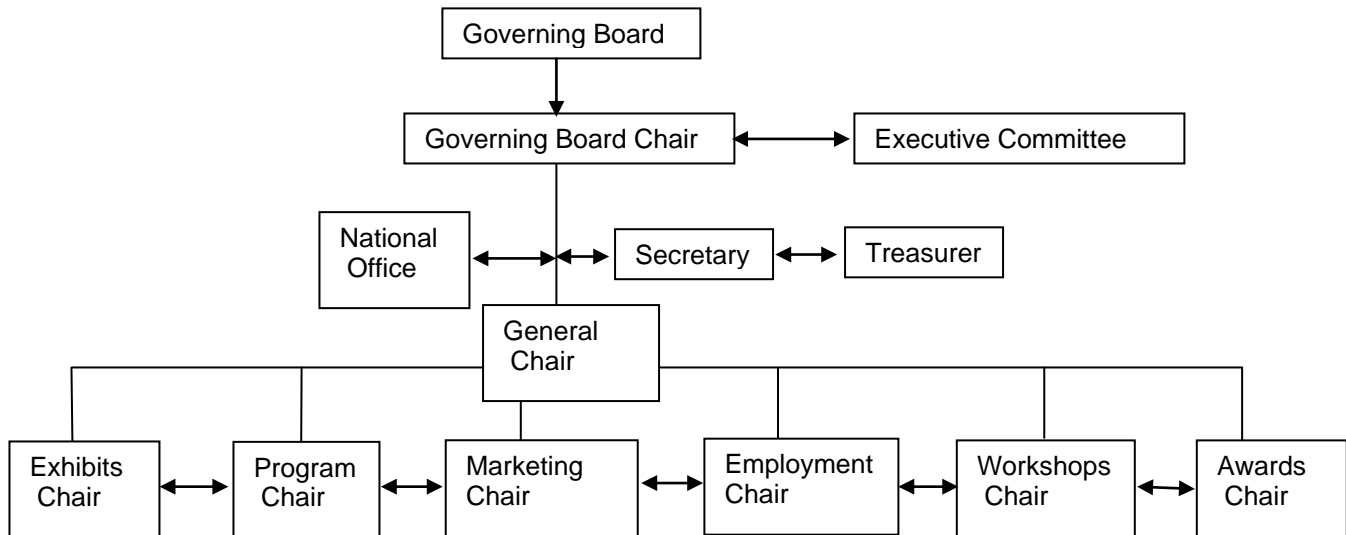 Governing Board
Governing Board Chair
Executive Committee
National
Office
Secretary
Treasurer
General
Chair
Exhibits
Chair
Program
Chair
Marketing
Chair
Employment
Chair
Workshops
Chair
Awards
Chair